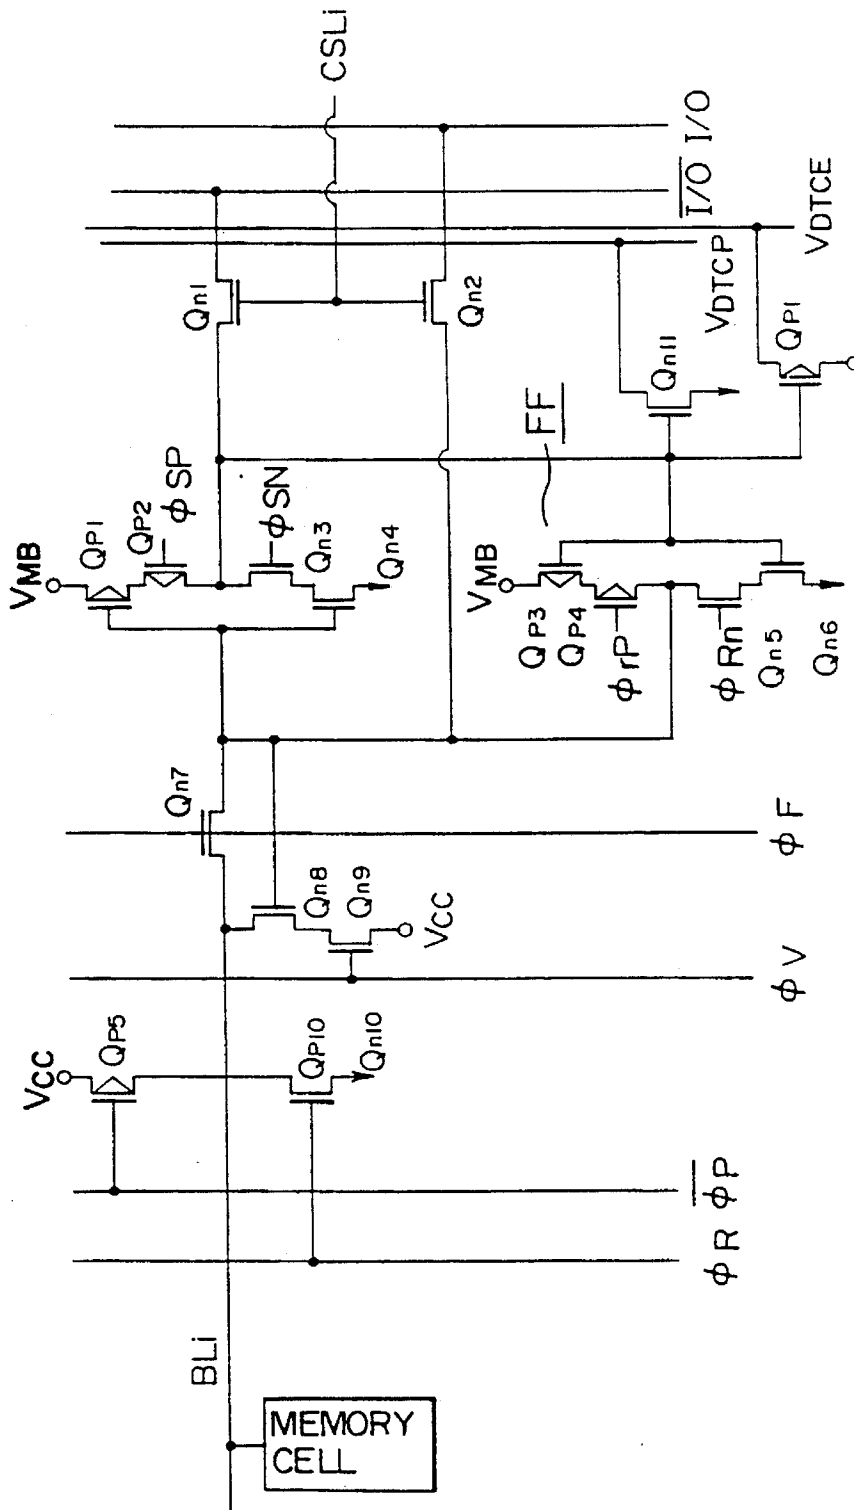 CSLi
Qn1
Qn2
I/O
I/O
VDTCE
VDTCP
Qn11
QP1
FF
VMB
QP1
QP2
ϕSP
ϕSN
Qn3
Qn4
VMB
QP3
QP4
ϕrP
ϕRn
Qn5
Qn6
Qn7
ϕF
Qn8
Qn9
VCC
ϕV
VCC
QP5
QP10
Qn10
ϕP
ϕR
BLi
MEMORY
CELL